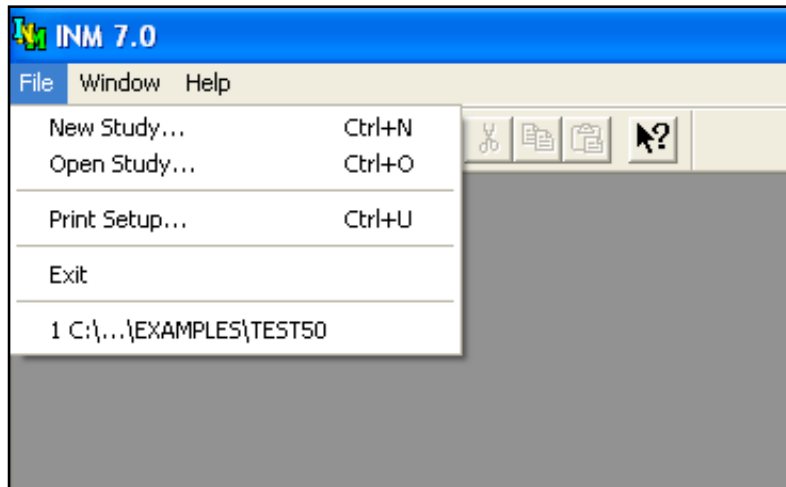 INM 7.0
File Window Help
New Study... Ctrl+N
Open Study... Ctrl+O
Print Setup... Ctrl+U
Exit
1 C:\...\EXAMPLES\TEST50